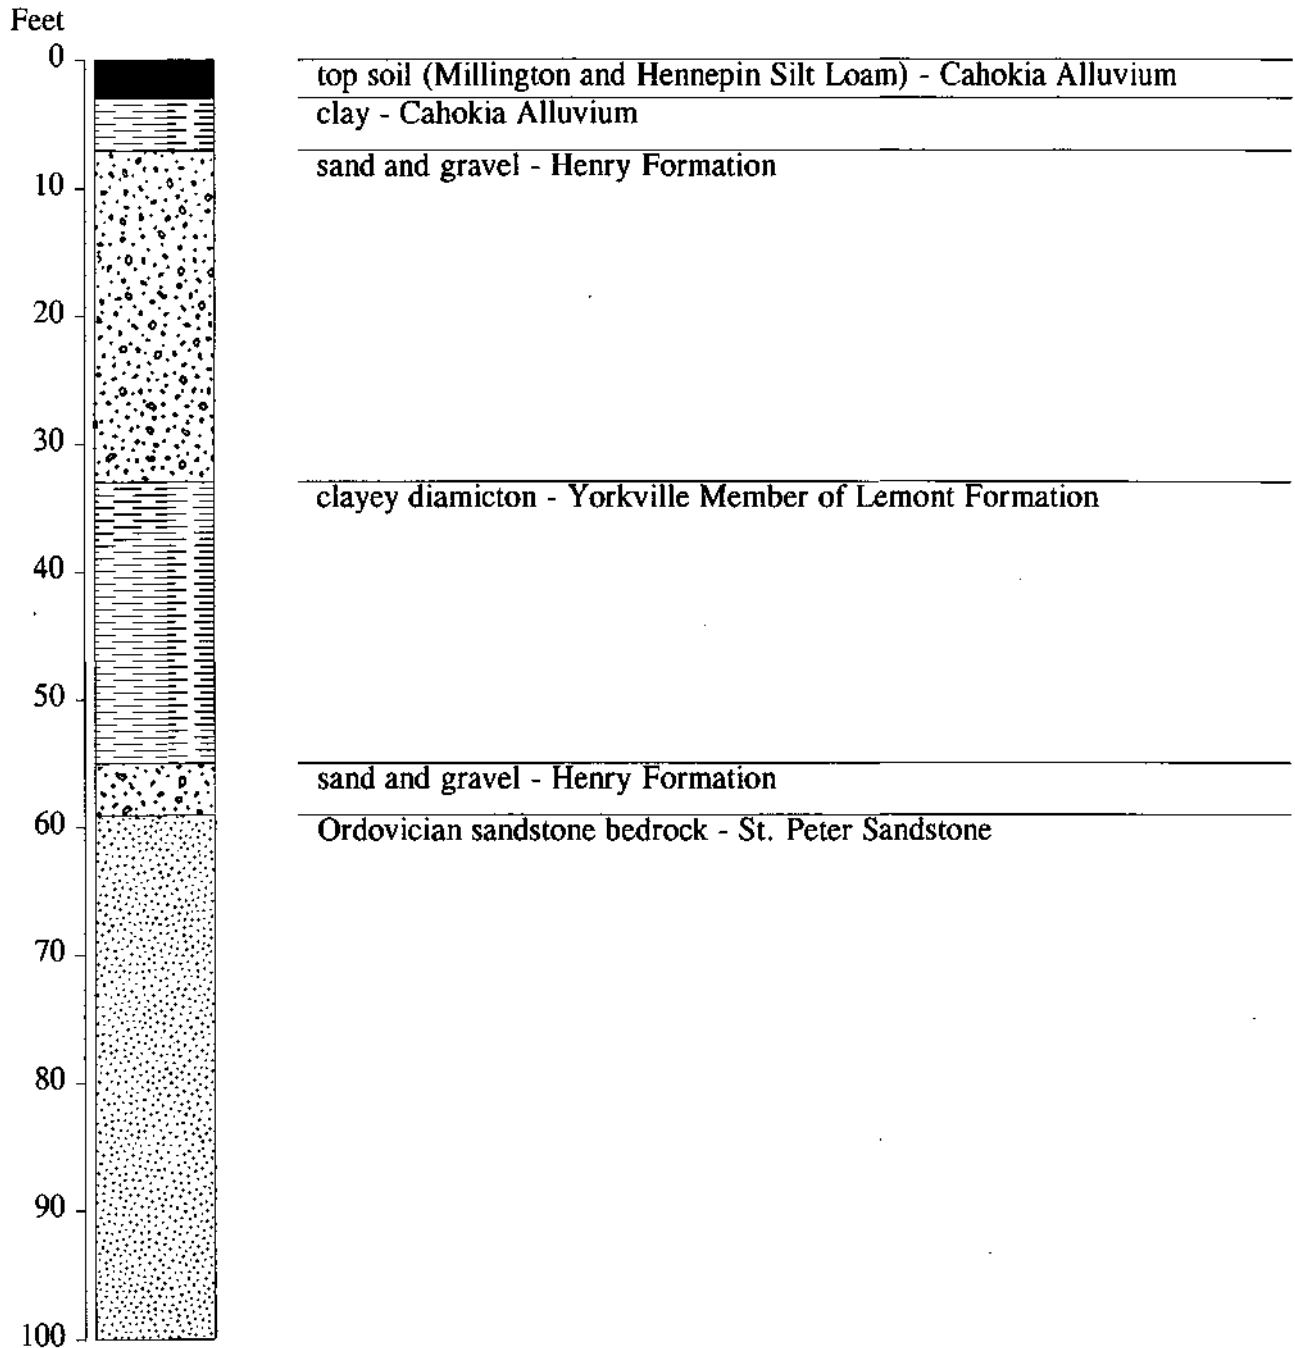 Feet
0
top soil (Millington and Hennepin Silt Loam) - Cahokia Alluvium
clay - Cahokia Alluvium
sand and gravel - Henry Formation
10
20
30
clayey diamicton - Yorkville Member of Lemont Formation
40
50
sand and gravel - Henry Formation
60
Ordovician sandstone bedrock - St. Peter Sandstone
70
80
90
100